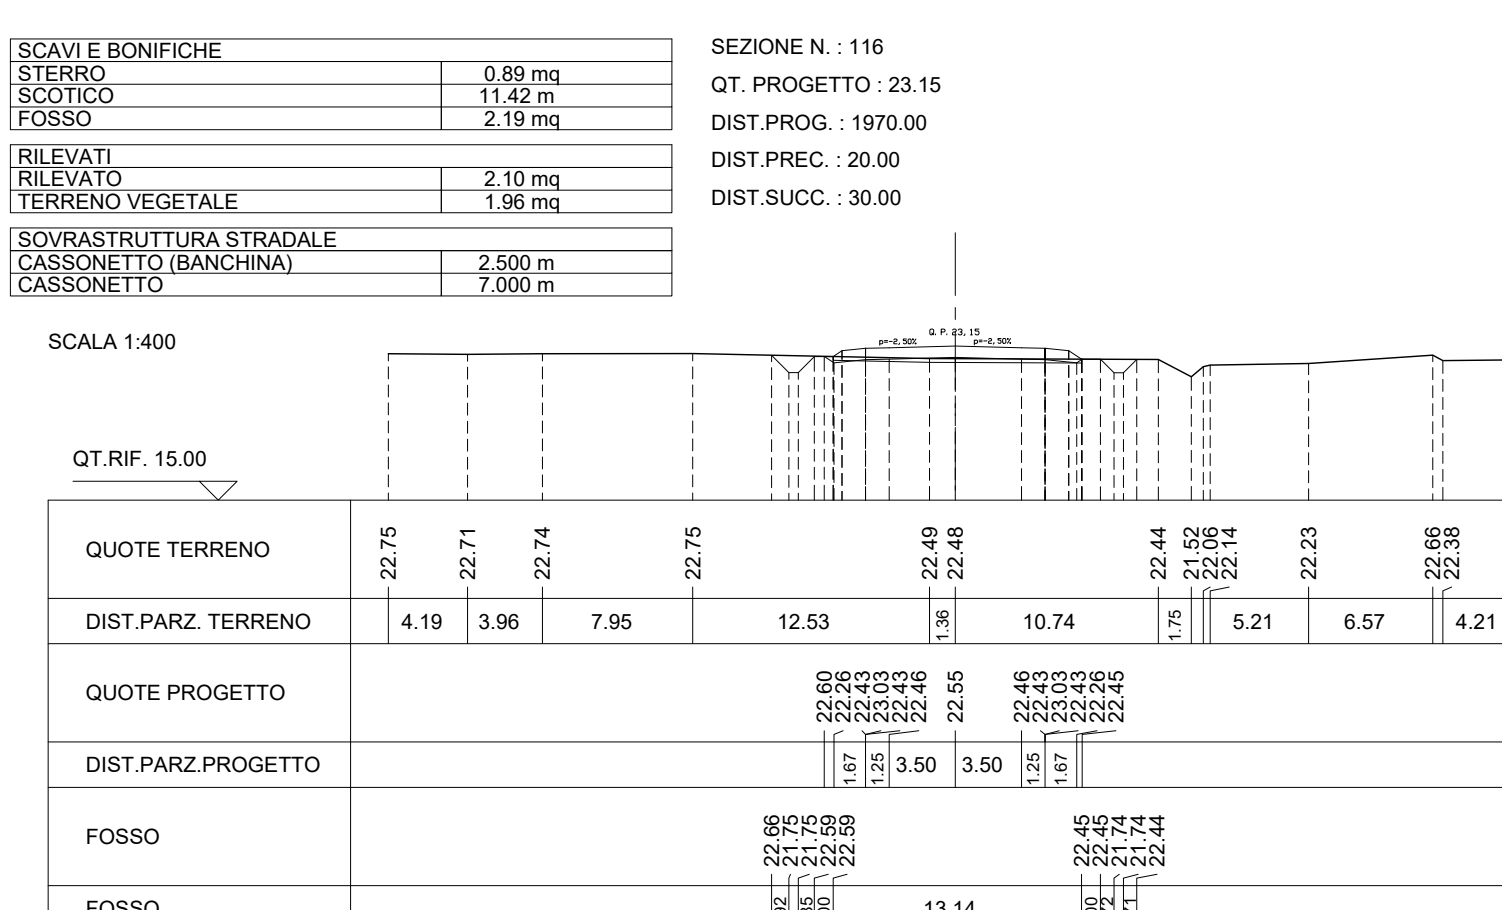 SCAVI E BONIFICHE
STERRO 0.89 mq
SCOTICO 11.42 m
FOSSO 2.19 mq
RILEVATI
RILEVATO 2.10 mq
TERRENO VEGETALE 1.96 mq
SOVRASTRUTTURA STRADALE
CASSONETTO (BANCHINA) 2.500 m
CASSONETTO 7.000 m
SEZIONE N. : 116
QT. PROGETTO : 23.15
DIST.PROG. : 1970.00
DIST.PREC. : 20.00
DIST.SUCC. : 30.00
SCALA 1:400
Q. P. 23, 15
p=-2, 50% p=-2, 50%
QT.RIF. 15.00
QUOTE TERRENO 22.75 22.71 22.74 22.75 22.49 22.48 22.44 21.52 22.06 22.14 22.23 22.66 22.38
DIST.PARZ. TERRENO 4.19 3.96 7.95 12.53 1.36 10.74 1.75 5.21 6.57 4.21
QUOTE PROGETTO 22.60 22.26 22.43 23.03 22.43 22.46 22.55 22.46 22.43 23.03 22.43 22.26 22.45
DIST.PARZ.PROGETTO 1.67 1.25 3.50 3.50 1.25 1.67
FOSSO 22.66 21.75 21.75 22.59 22.59 22.45 22.45 21.74 21.74 22.44
FOSSO 13.14